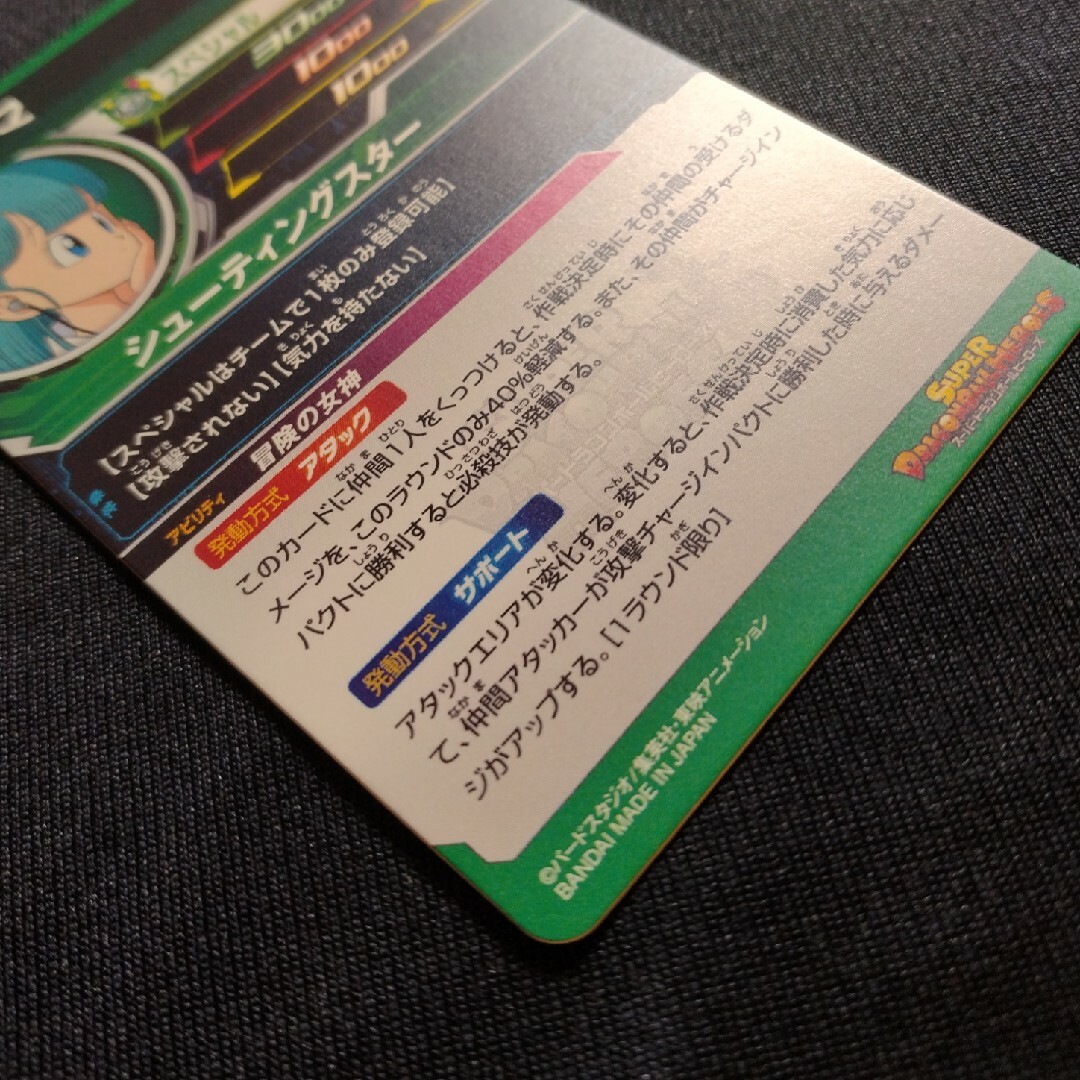 スペシャル
3000
1000
1000
シューティングスター
[スペシャルはチームで1枚のみ登録可能]
[攻撃されない][気力を持たない]
アビリティ
冒険の女神
発動方式 アタック
このカードに仲間1人をくっつけると、作戦決定時にその仲間の受けるダ
メージを、このラウンドのみ40%軽減する。また、その仲間がチャージイン
パクトに勝利すると必殺技が発動する。
発動方式 サポート
アタックエリアが変化する。変化すると、作戦決定時に消費した気力に応じ
て、仲間アタッカーが攻撃チャージインパクトに勝利した時に与えるダメー
ジがアップする。[1ラウンド限り]
SUPER
DRAGONBALL HEROES
スーパードラゴンボールヒーローズ
©バードスタジオ/集英社・東映アニメーション
BANDAI MADE IN JAPAN